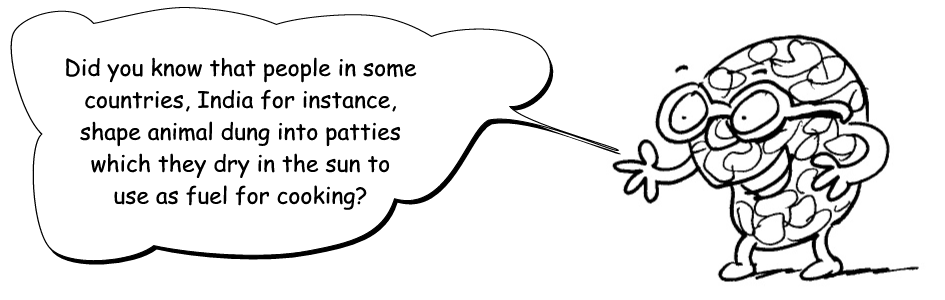 Did you know that people in some
countries, India for instance,
shape animal dung into patties
which they dry in the sun to
use as fuel for cooking?